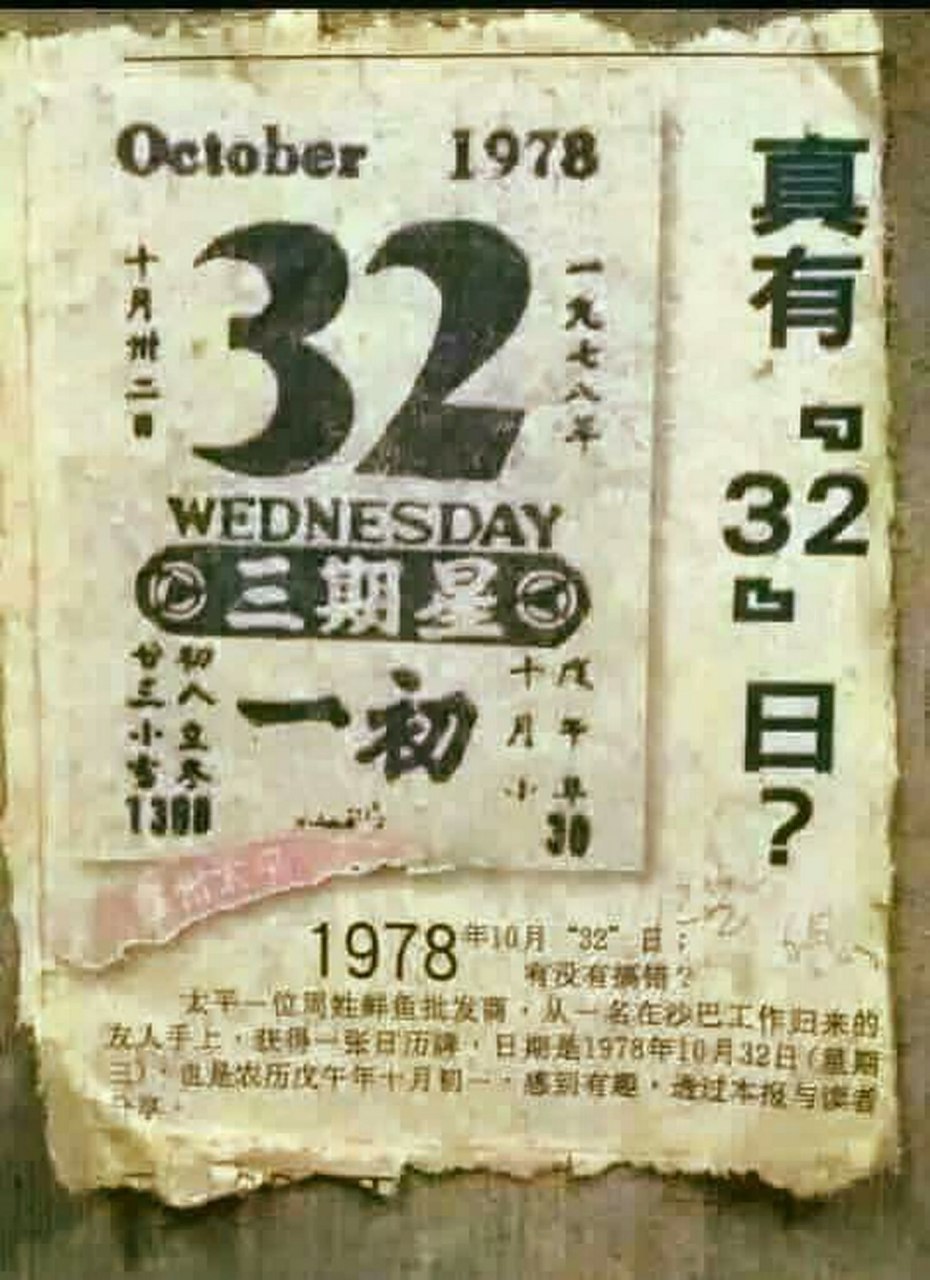 October 1978
十月卅二日
32
一九七八年
WEDNESDAY
三期星
戊午年
十月小
30
一初
初八立冬
廿三小雪
1300
真有『32』日？
1978年10月“32”日；
有没有搞错？
太平一位周姓鲜鱼批发商，从一名在沙巴工作归来的
友人手上，获得一张日历牌，日期是1978年10月32日(星期
三)，也是农历戊午年十月初一，感到有趣，透过本报与读者
分享。